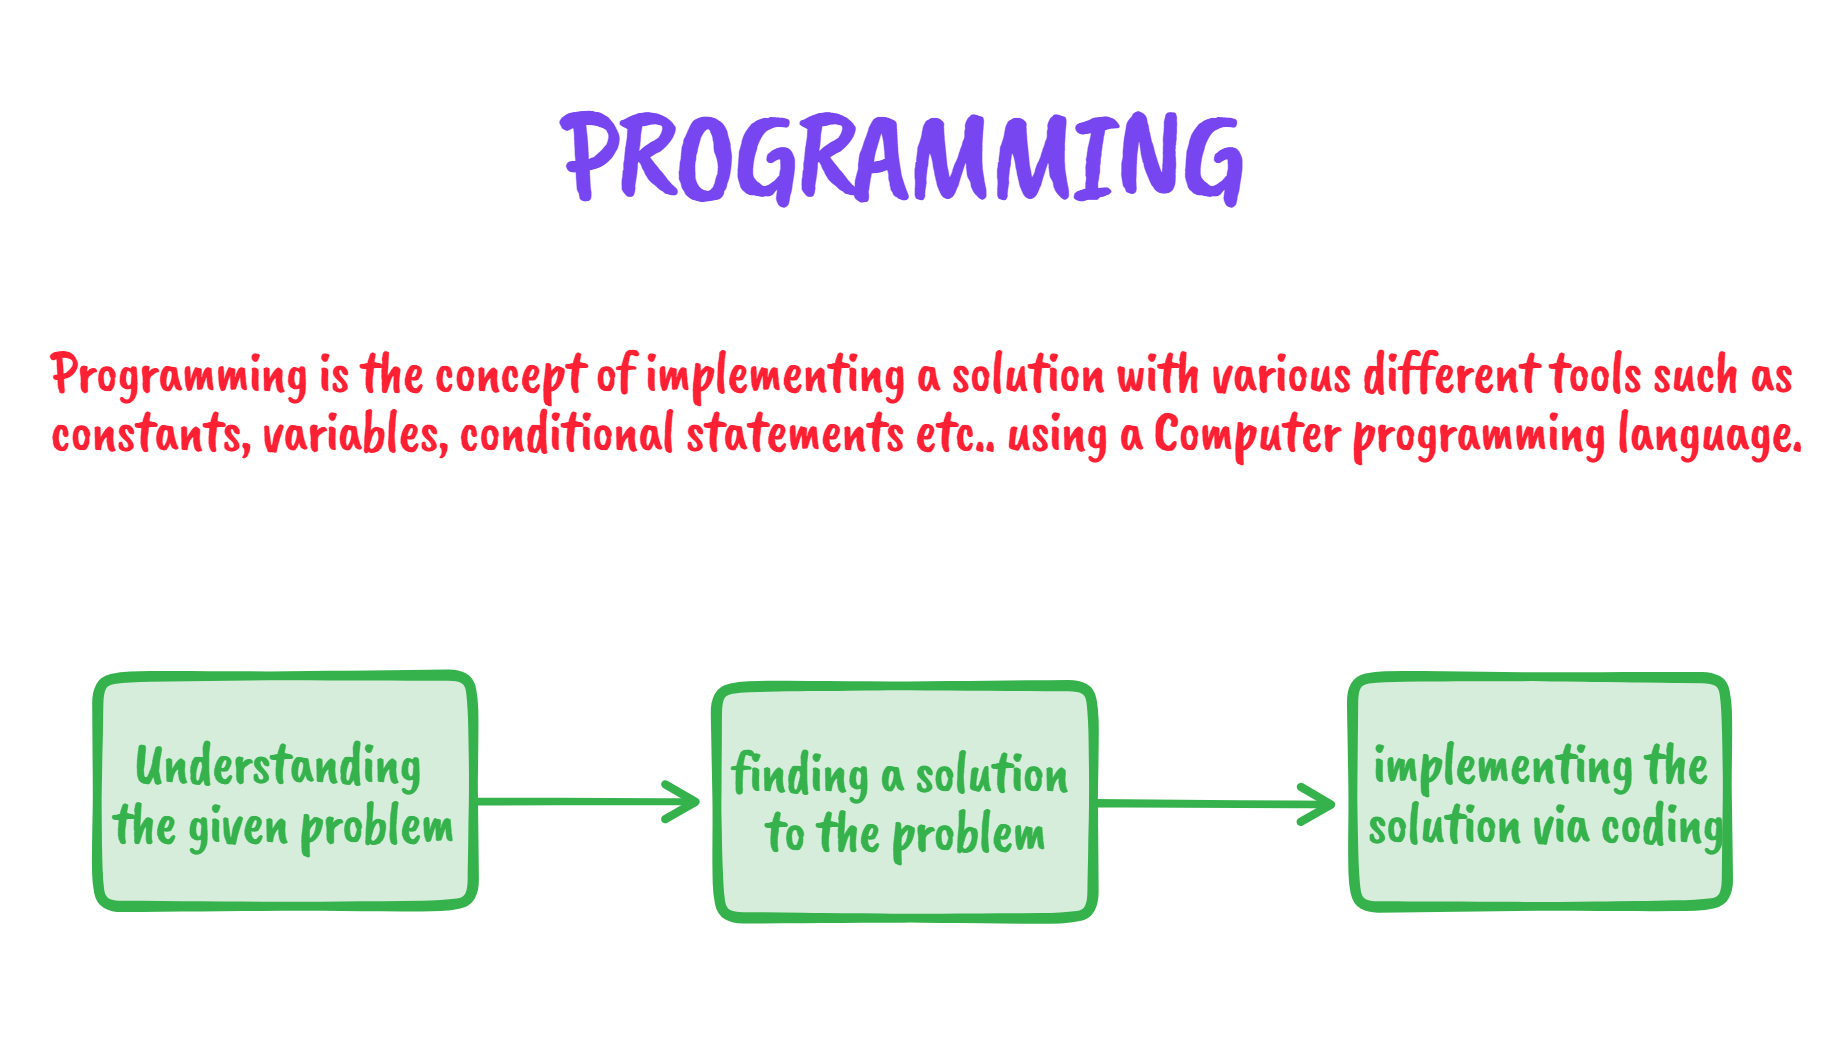 PROGRAMMING
Programming is the concept of implementing a solution with various different tools such as
constants, variables, conditional statements etc.. using a Computer programming language.
Understanding
the given problem
finding a solution
to the problem
implementing the
solution via coding